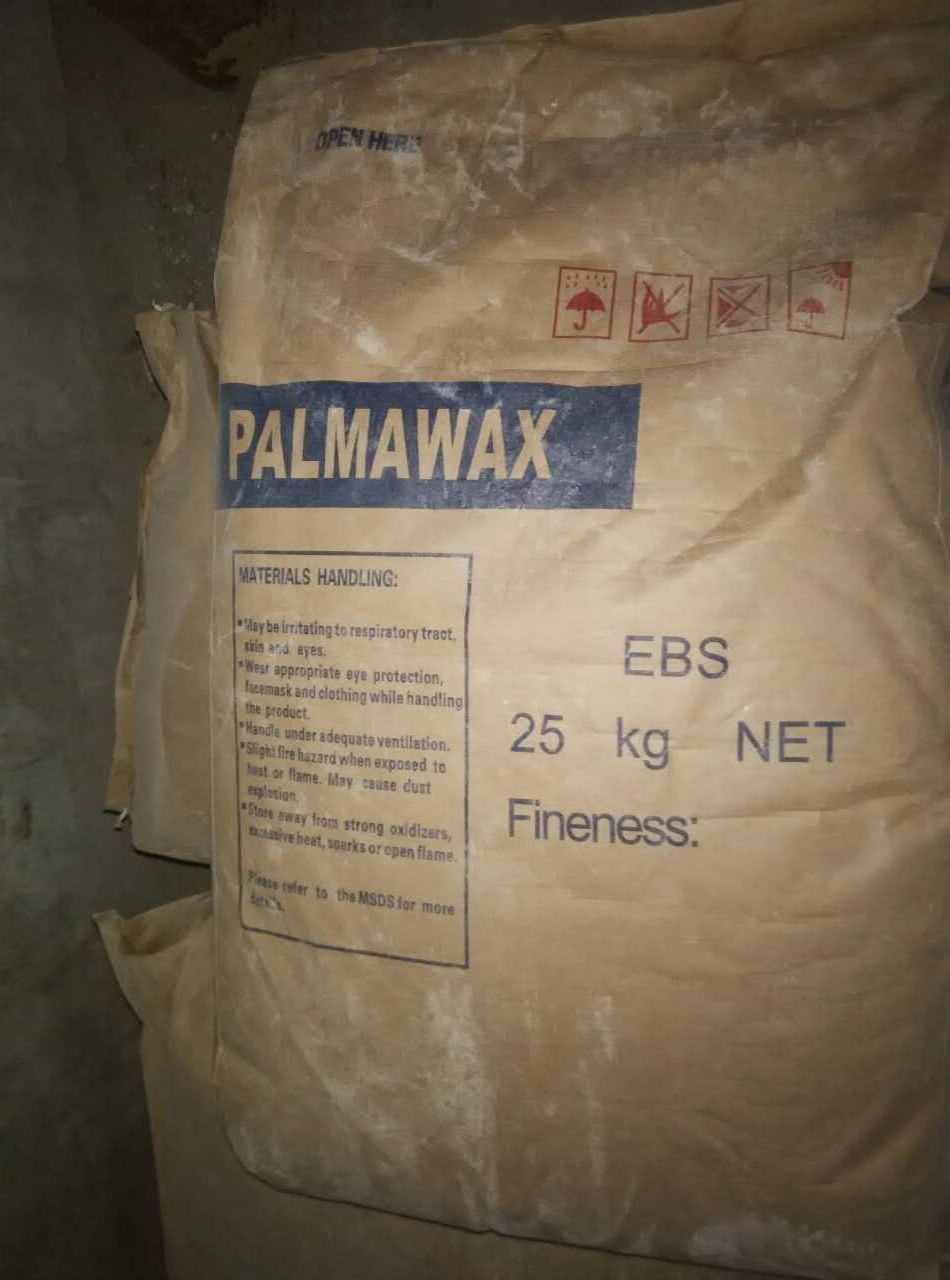 OPEN HERE
PALMAWAX
MATERIALS HANDLING:
*May be irritating to respiratory tract,
skin and eyes.
*Wear appropriate eye protection,
facemask and clothing while handling
the product.
*Handle under adequate ventilation.
*Slight fire hazard when exposed to
heat or flame. May cause dust
explosion.
*Store away from strong oxidizers,
excessive heat, sparks or open flame.
Please refer to the MSDS for more
details.
EBS
25 kg NET
Fineness: